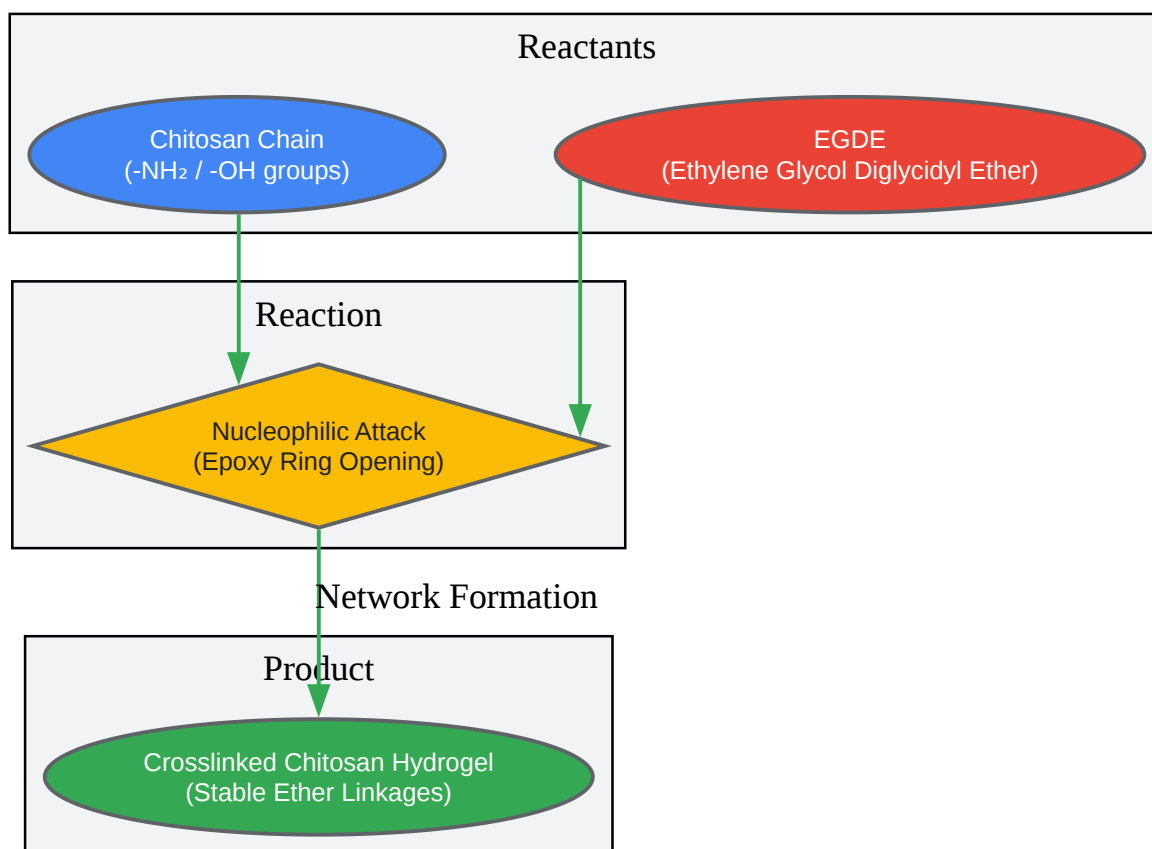 Reactants
Chitosan Chain
(-NH₂ / -OH groups)
EGDE
(Ethylene Glycol Diglycidyl Ether)
Reaction
Nucleophilic Attack
(Epoxy Ring Opening)
Network Formation
Product
Crosslinked Chitosan Hydrogel
(Stable Ether Linkages)